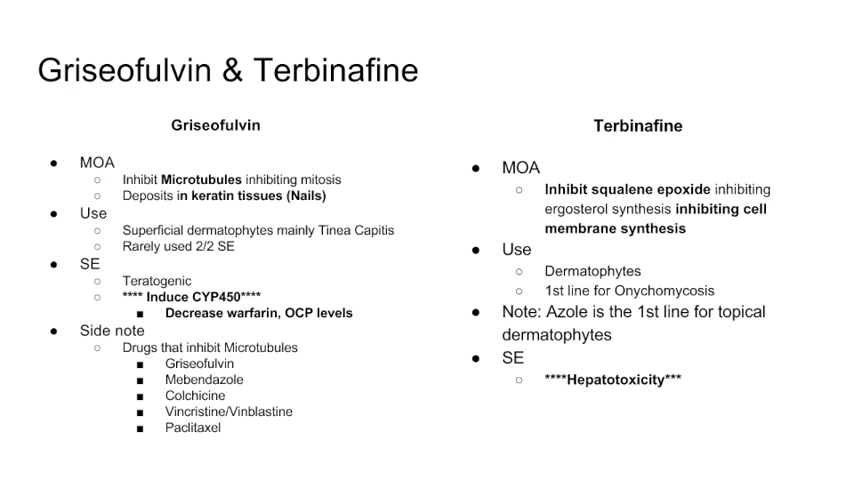 Griseofulvin & Terbinafine
Griseofulvin
● MOA
○ Inhibit Microtubules inhibiting mitosis
○ Deposits in keratin tissues (Nails)
● Use
○ Superficial dermatophytes mainly Tinea Capitis
○ Rarely used 2/2 SE
● SE
○ Teratogenic
○ **** Induce CYP450****
■ Decrease warfarin, OCP levels
● Side note
○ Drugs that inhibit Microtubules
■ Griseofulvin
■ Mebendazole
■ Colchicine
■ Vincristine/Vinblastine
■ Paclitaxel
Terbinafine
● MOA
○ Inhibit squalene epoxide inhibiting
ergosterol synthesis inhibiting cell
membrane synthesis
● Use
○ Dermatophytes
○ 1st line for Onychomycosis
● Note: Azole is the 1st line for topical
dermatophytes
● SE
○ ****Hepatotoxicity***